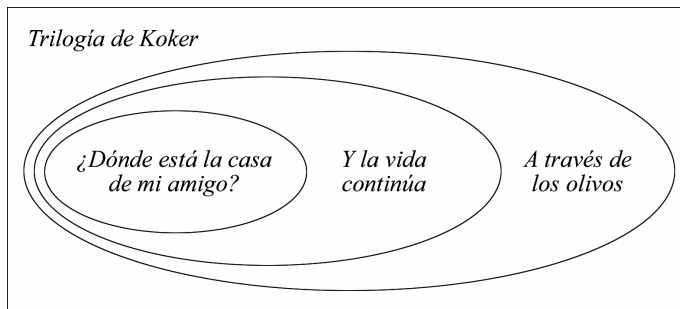 Trilogía de Koker
¿Dónde está la casa
de mi amigo?
Y la vida
continúa
A través de
los olivos